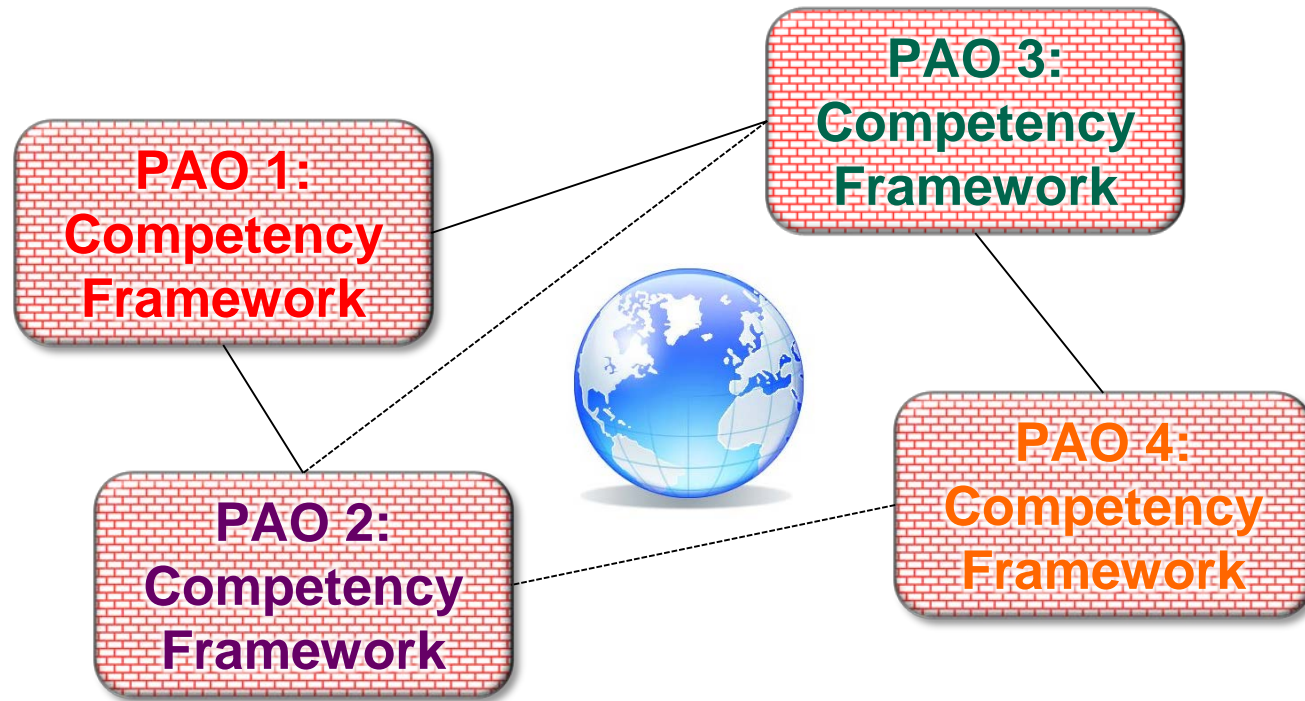 PAO 1:
Competency
Framework
PAO 2:
Competency
Framework
PAO 3:
Competency
Framework
PAO 4:
Competency
Framework